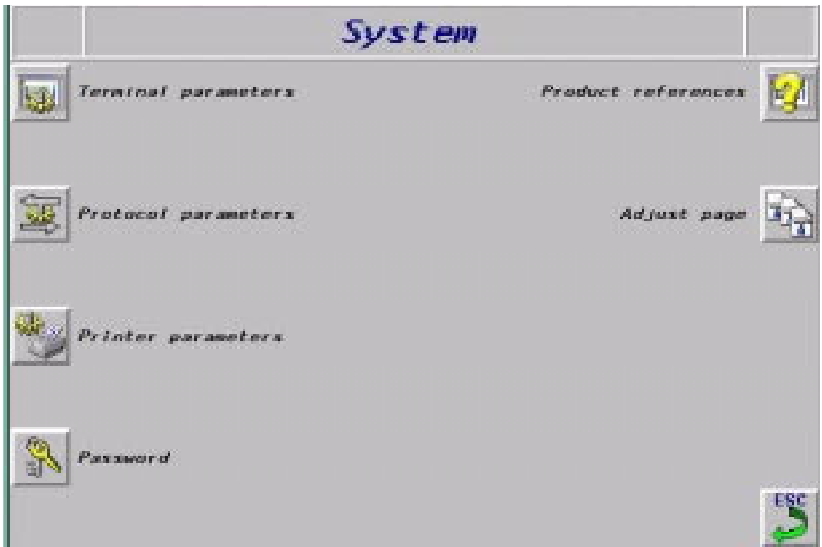 System
Terminal parameters
Product references
Protocol parameters
Adjust page
Printer parameters
Password
ESC